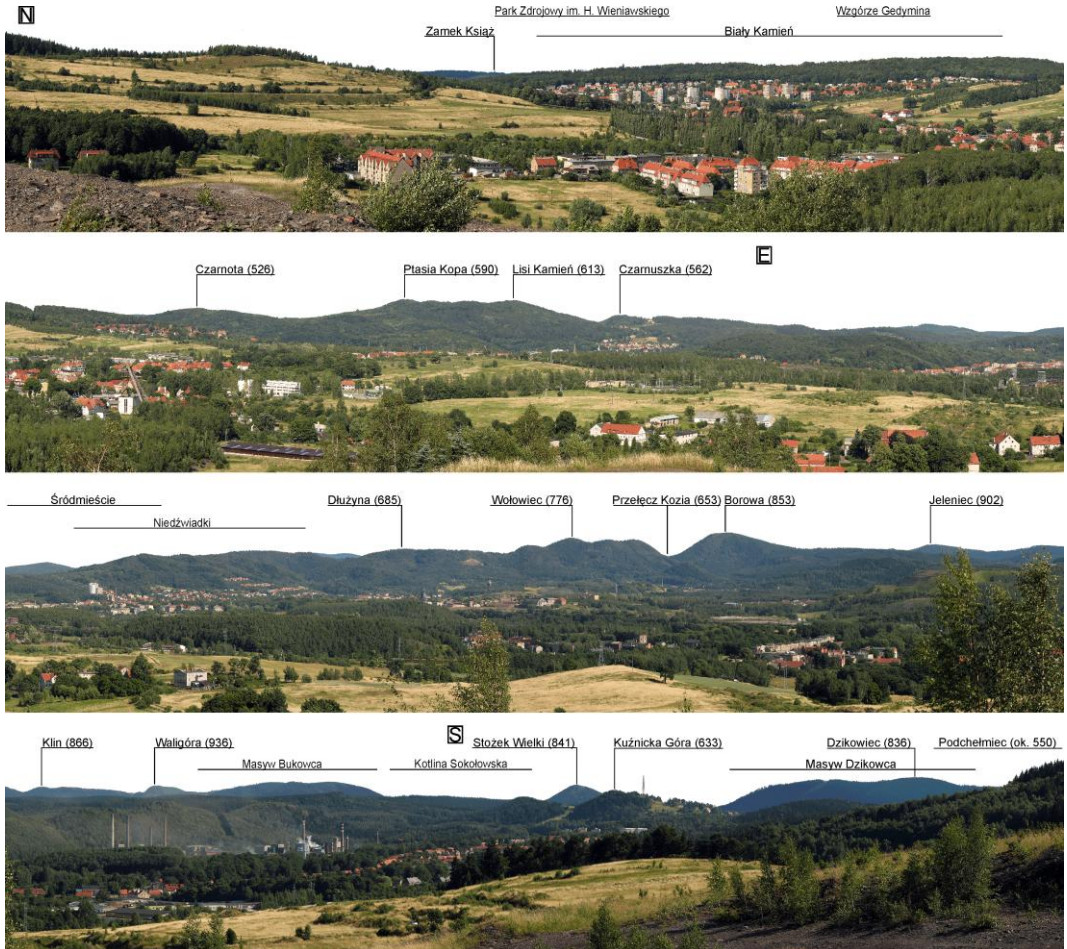 N
Park Zdrojowy im. H. Wieniawskiego
Wzgórze Gedymina
Zamek Książ
Biały Kamień
E
Czarnota (526)
Ptasia Kopa (590)
Lisi Kamień (613)
Czarnuszka (562)
Śródmieście
Dłużyna (685)
Wołowiec (776)
Przełęcz Kozia (653)
Borowa (853)
Jeleniec (902)
Niedźwiadki
S
Klin (866)
Waligóra (936)
Stożek Wielki (841)
Kuźnicka Góra (633)
Dzikowiec (836)
Podchełmiec (ok. 550)
Masyw Bukowca
Kotlina Sokołowska
Masyw Dzikowca